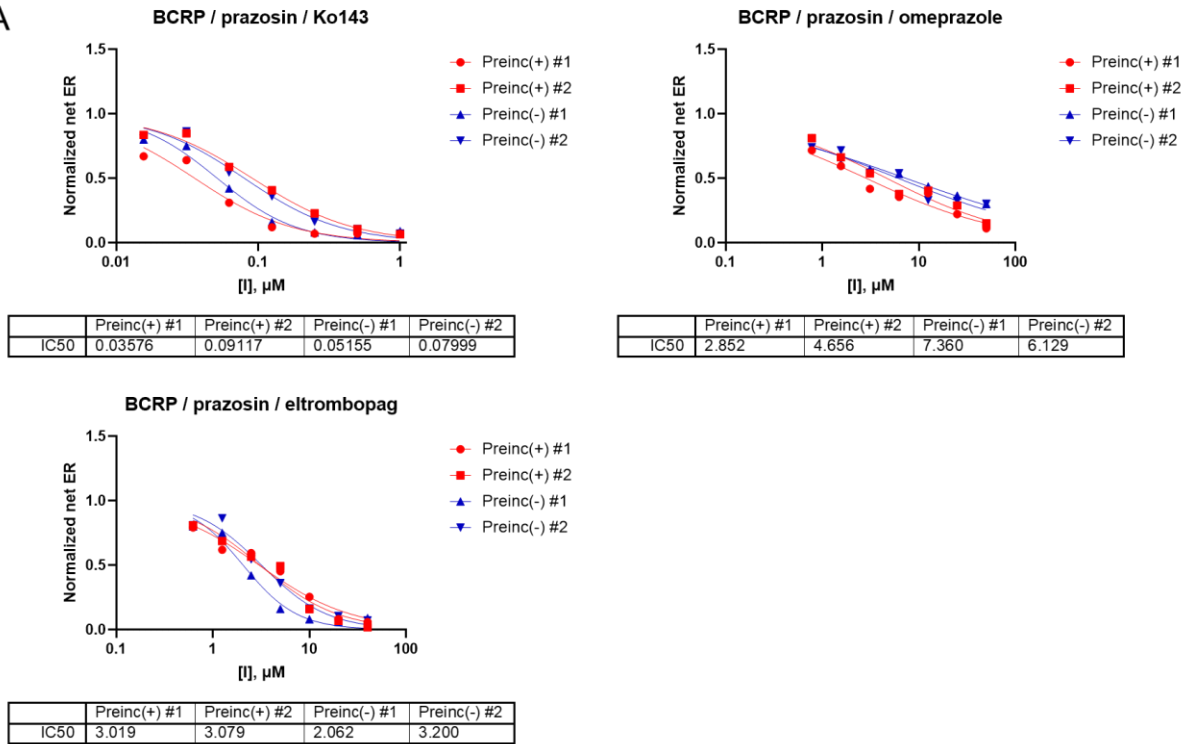 A
BCRP / prazosin / Ko143
1.5
1.0
0.5
0.0
Normalized net ER
0.01
0.1
1
[I], µM
Preinc(+) #1
Preinc(+) #2
Preinc(-) #1
Preinc(-) #2
Preinc(+) #1 Preinc(+) #2 Preinc(-) #1 Preinc(-) #2
IC50 0.03576 0.09117 0.05155 0.07999
BCRP / prazosin / omeprazole
1.5
1.0
0.5
0.0
Normalized net ER
0.1
1
10
100
[I], µM
Preinc(+) #1
Preinc(+) #2
Preinc(-) #1
Preinc(-) #2
Preinc(+) #1 Preinc(+) #2 Preinc(-) #1 Preinc(-) #2
IC50 2.852 4.656 7.360 6.129
BCRP / prazosin / eltrombopag
1.5
1.0
0.5
0.0
Normalized net ER
0.1
1
10
100
[I], µM
Preinc(+) #1
Preinc(+) #2
Preinc(-) #1
Preinc(-) #2
Preinc(+) #1 Preinc(+) #2 Preinc(-) #1 Preinc(-) #2
IC50 3.019 3.079 2.062 3.200